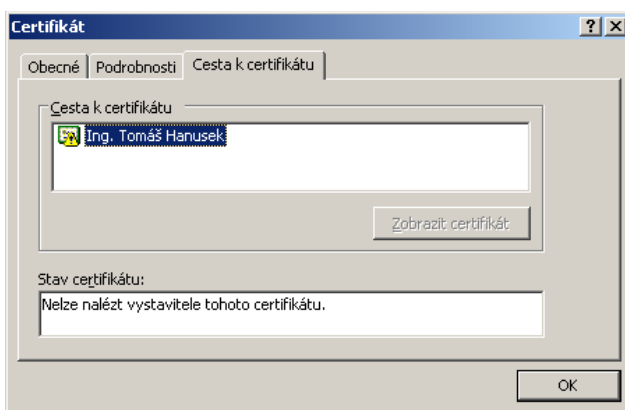 Certifikát
Obecné Podrobnosti Cesta k certifikátu
Cesta k certifikátu
Ing. Tomáš Hanusek
Zobrazit certifikát
Stav certifikátu:
Nelze nalézt vystavitele tohoto certifikátu.
OK